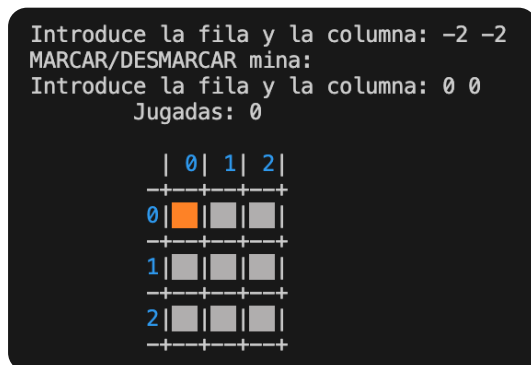 Introduce la fila y la columna: -2 -2
MARCAR/DESMARCAR mina:
Introduce la fila y la columna: 0 0
Jugadas: 0
| 0| 1| 2|
-+--+--+--+
0| | | |
-+--+--+--+
1| | | |
-+--+--+--+
2| | | |
-+--+--+--+